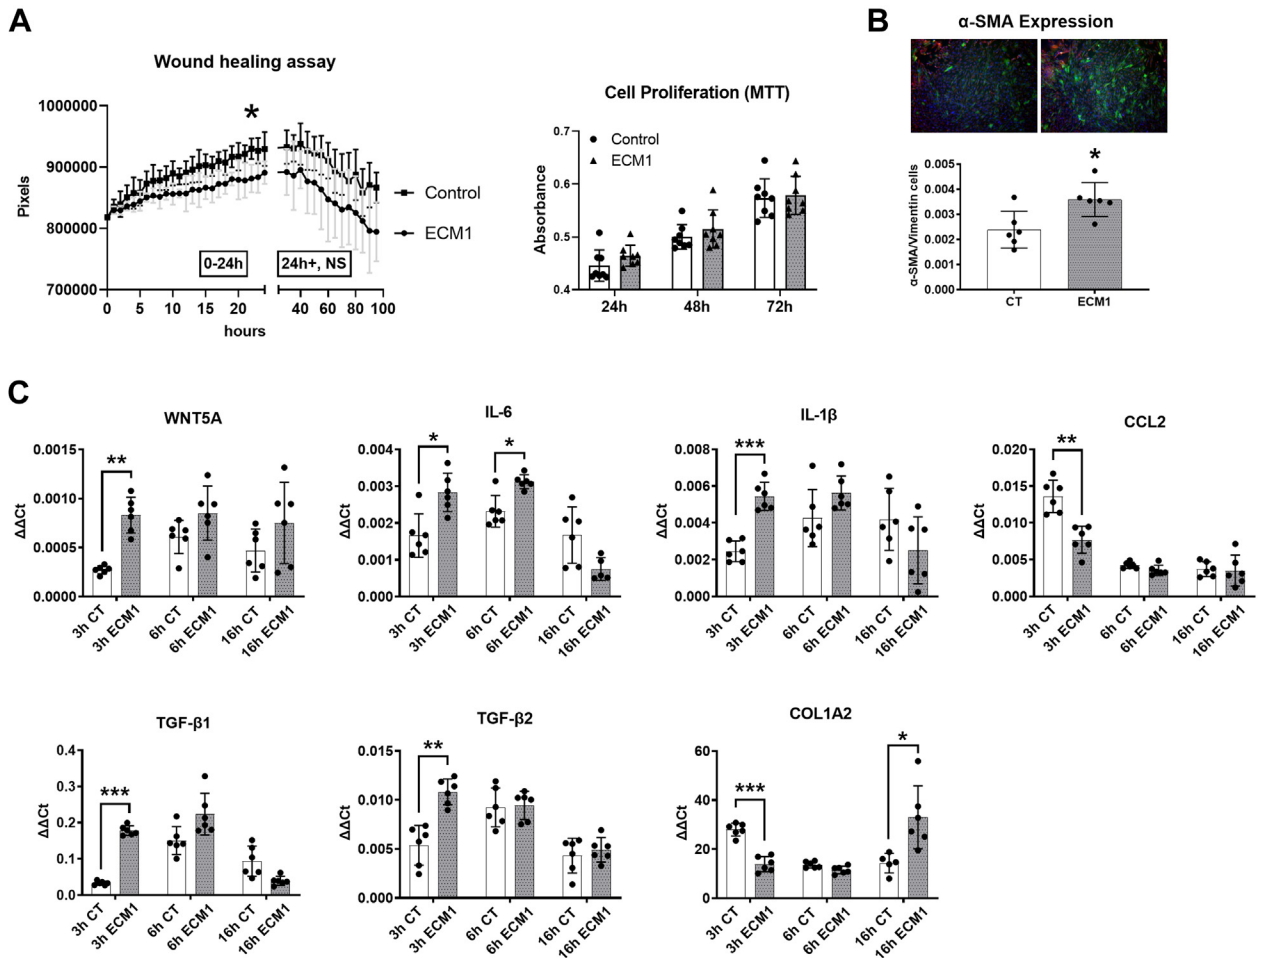 A
Wound healing assay
*
1000000
900000
800000
700000
Pixels
0-24h
24h+, NS
0 5 10 15 20 40 60 80 100
hours
Control
ECM1
Cell Proliferation (MTT)
0.7
0.6
0.5
0.4
Absorbance
Control
ECM1
24h 48h 72h
B
α-SMA Expression
*
0.005
0.004
0.003
0.002
0.001
0.000
α-SMA/Vimentin cells
CT ECM1
C
WNT5A
**
0.0015
0.0010
0.0005
0.0000
ΔΔCt
3h CT 3h ECM1 6h CT 6h ECM1 16h CT 16h ECM1
IL-6
* *
0.004
0.003
0.002
0.001
0.000
ΔΔCt
3h CT 3h ECM1 6h CT 6h ECM1 16h CT 16h ECM1
IL-1β
***
0.008
0.006
0.004
0.002
0.000
ΔΔCt
3h CT 3h ECM1 6h CT 6h ECM1 16h CT 16h ECM1
CCL2
**
0.020
0.015
0.010
0.005
0.000
ΔΔCt
3h CT 3h ECM1 6h CT 6h ECM1 16h CT 16h ECM1
TGF-β1
***
0.4
0.3
0.2
0.1
0.0
ΔΔCt
3h CT 3h ECM1 6h CT 6h ECM1 16h CT 16h ECM1
TGF-β2
**
0.015
0.010
0.005
0.000
ΔΔCt
3h CT 3h ECM1 6h CT 6h ECM1 16h CT 16h ECM1
COL1A2
*** *
60
40
20
0
ΔΔCt
3h CT 3h ECM1 6h CT 6h ECM1 16h CT 16h ECM1